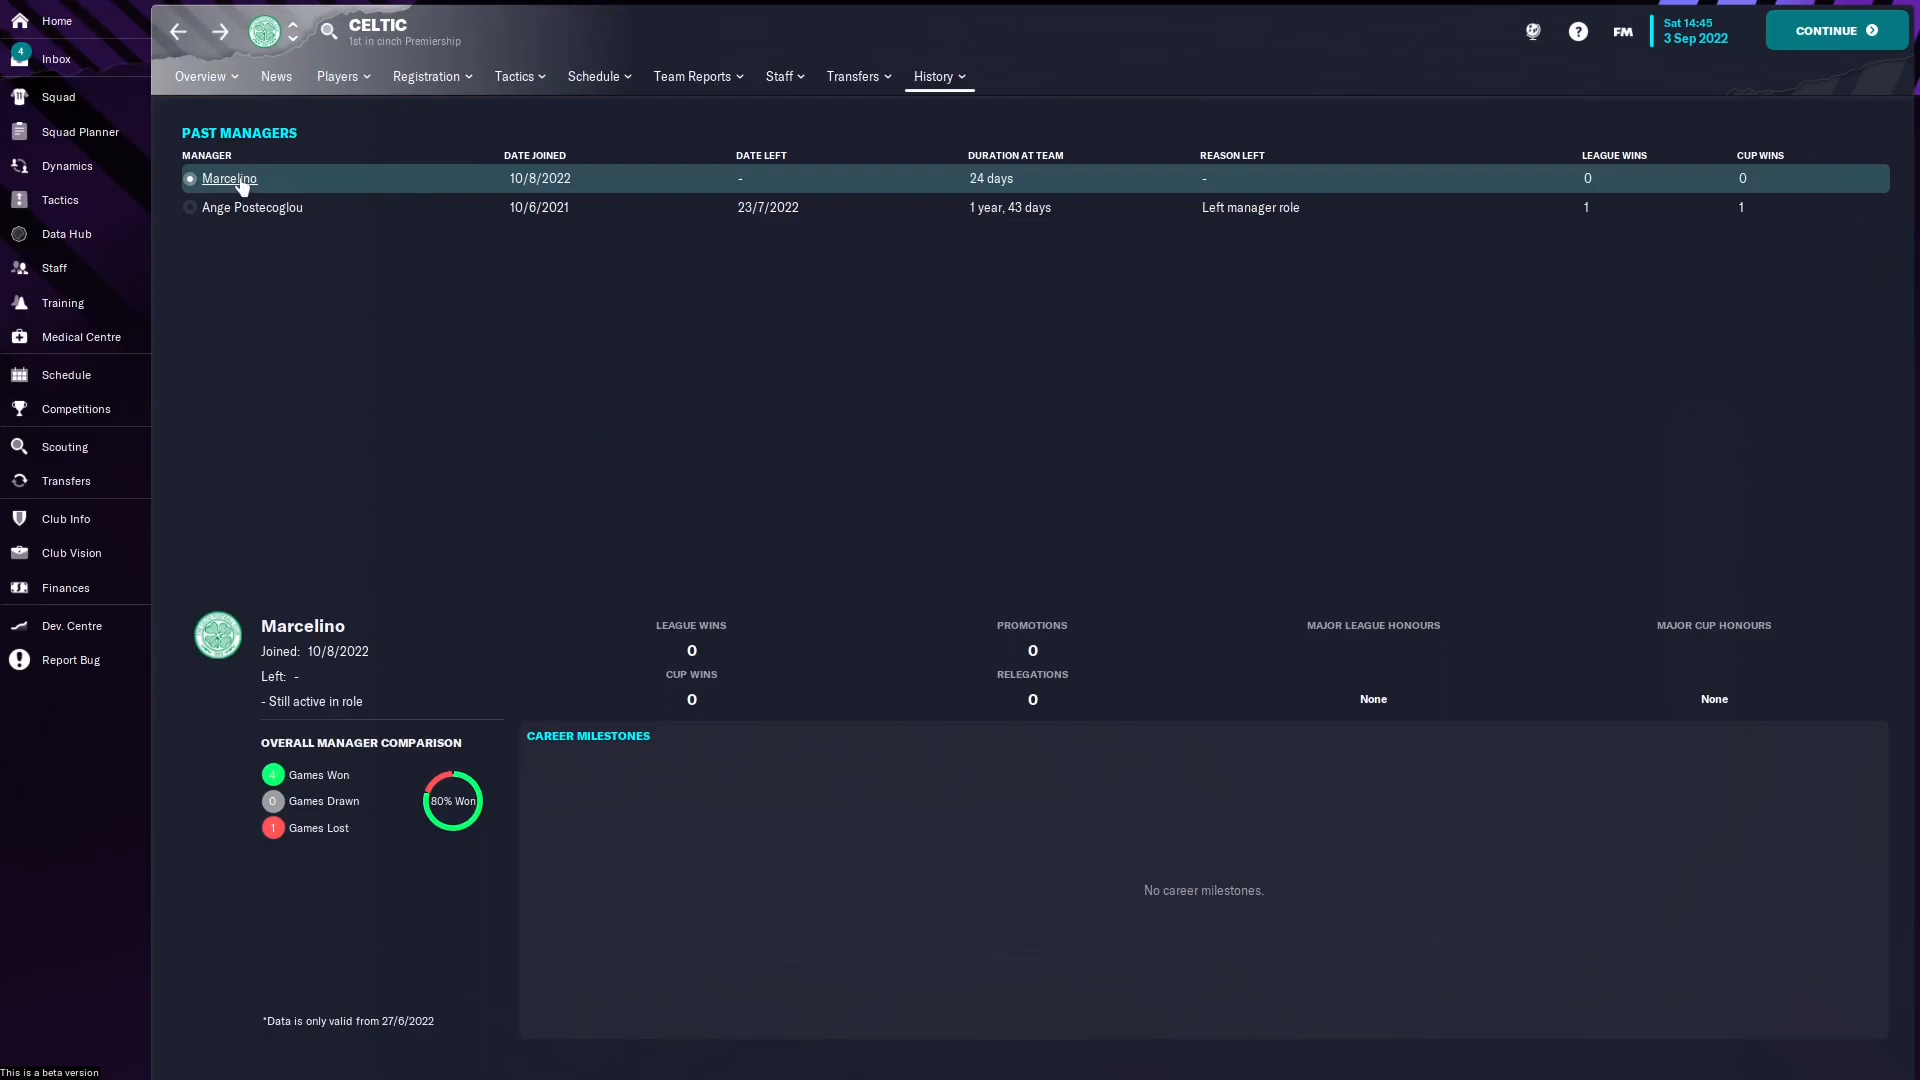 Home
4
Inbox
Squad
Squad Planner
Dynamics
Tactics
Data Hub
Staff
Training
Medical Centre
Schedule
Competitions
Scouting
Transfers
Club Info
Club Vision
Finances
Dev. Centre
Report Bug
This is a beta version
CELTIC
1st in cinch Premiership
?
FM
Sat 14:45
3 Sep 2022
CONTINUE
Overview News Players Registration Tactics Schedule Team Reports Staff Transfers History
PAST MANAGERS
MANAGER DATE JOINED DATE LEFT DURATION AT TEAM REASON LEFT LEAGUE WINS CUP WINS
Marcelino 10/8/2022 - 24 days - 0 0
Ange Postecoglou 10/6/2021 23/7/2022 1 year, 43 days Left manager role 1 1
Marcelino
Joined: 10/8/2022
Left: -
- Still active in role
LEAGUE WINS PROMOTIONS MAJOR LEAGUE HONOURS MAJOR CUP HONOURS
0 0
CUP WINS RELEGATIONS
0 0 None None
OVERALL MANAGER COMPARISON
4 Games Won
0 Games Drawn
1 Games Lost
80% Won
*Data is only valid from 27/6/2022
CAREER MILESTONES
No career milestones.